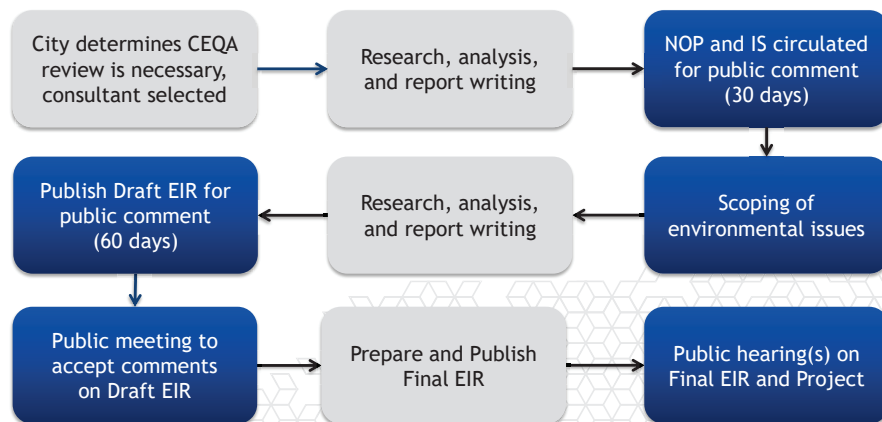 City determines CEQA
review is necessary,
consultant selected
Research, analysis,
and report writing
NOP and IS circulated
for public comment
(30 days)
Scoping of
environmental issues
Research, analysis,
and report writing
Publish Draft EIR for
public comment
(60 days)
Public meeting to
accept comments
on Draft EIR
Prepare and Publish
Final EIR
Public hearing(s) on
Final EIR and Project